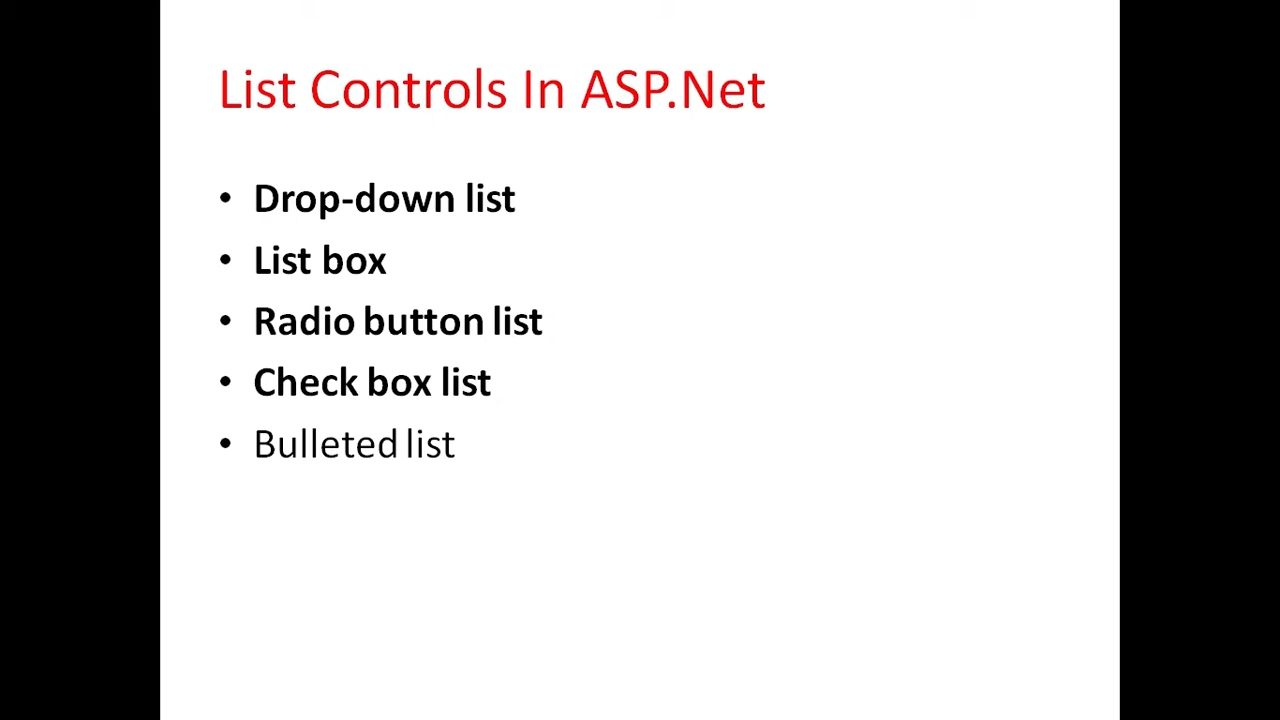 List Controls In ASP.Net
• Drop-down list
• List box
• Radio button list
• Check box list
• Bulleted list